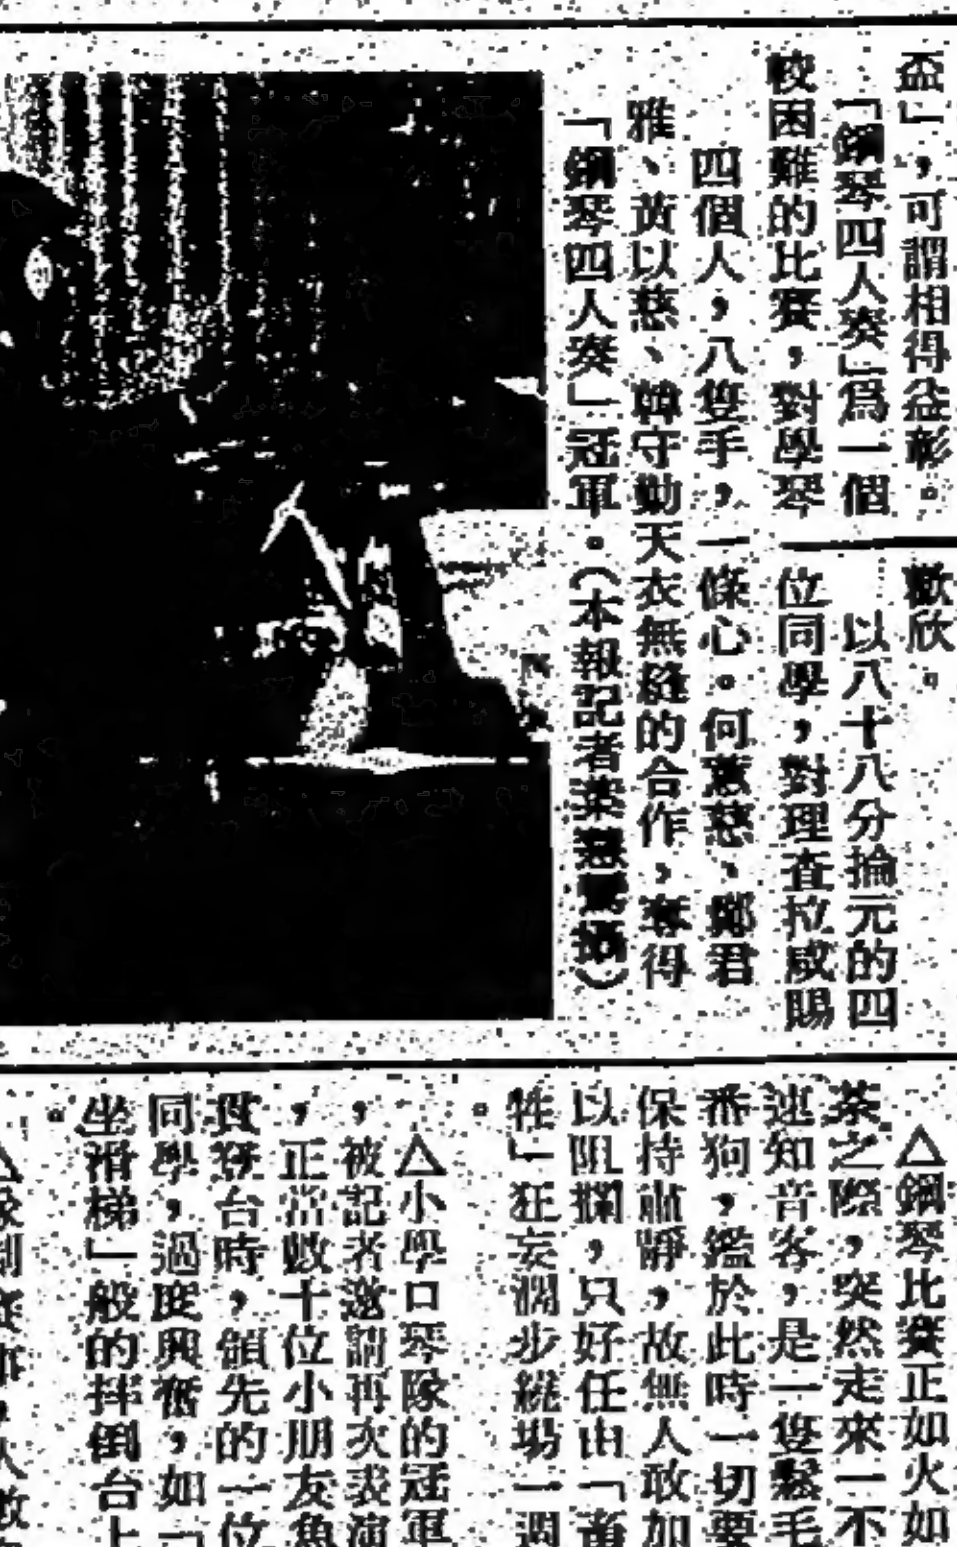 盃」，可謂相得益彰。
「鋼琴四人奏」為一個
較困難的比賽，對學琴
歡欣。
以八十八分掄元的四
位同學，對理查拉威賜
四個人，八隻手，一條心。何蕙慈、鄭君
雅、黃以慈、韓守勤天衣無縫的合作，奪得
「鋼琴四人奏」冠軍。（本報記者葉慈攝）
△鋼琴比賽正如火如
荼之際，突然走來一不
速知音客，是一隻鬆毛
番狗，鑑於此時一切要
保持肅靜，故無人敢加
以阻攔，只好任由「畜
牲」狂妄濶步繞場一週
。
△小學口琴隊的冠軍
，被記者邀請再次表演
，正當數十位小朋友魚
貫登台時，領先的一位
同學，過度興奮，如「
坐滑梯」般的摔倒台上
。